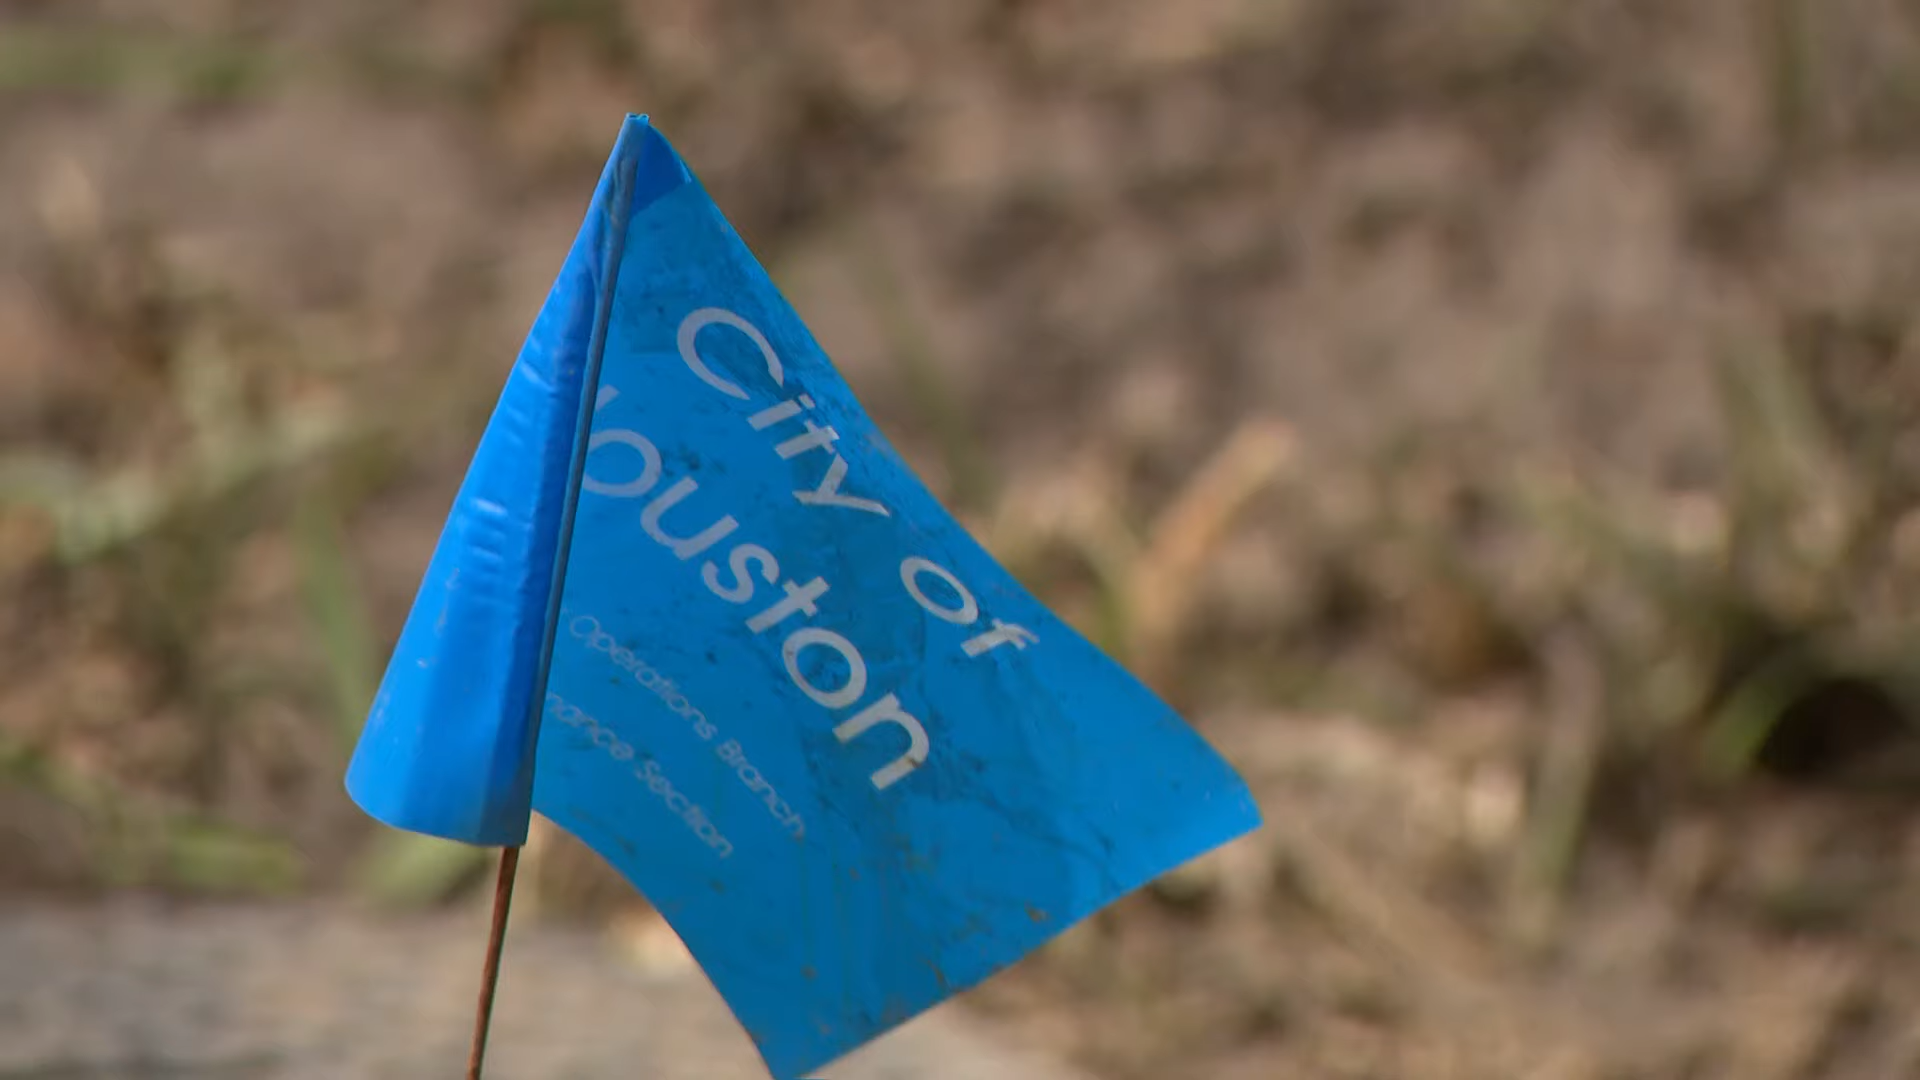 City of
ouston
Operations Branch
nance Section